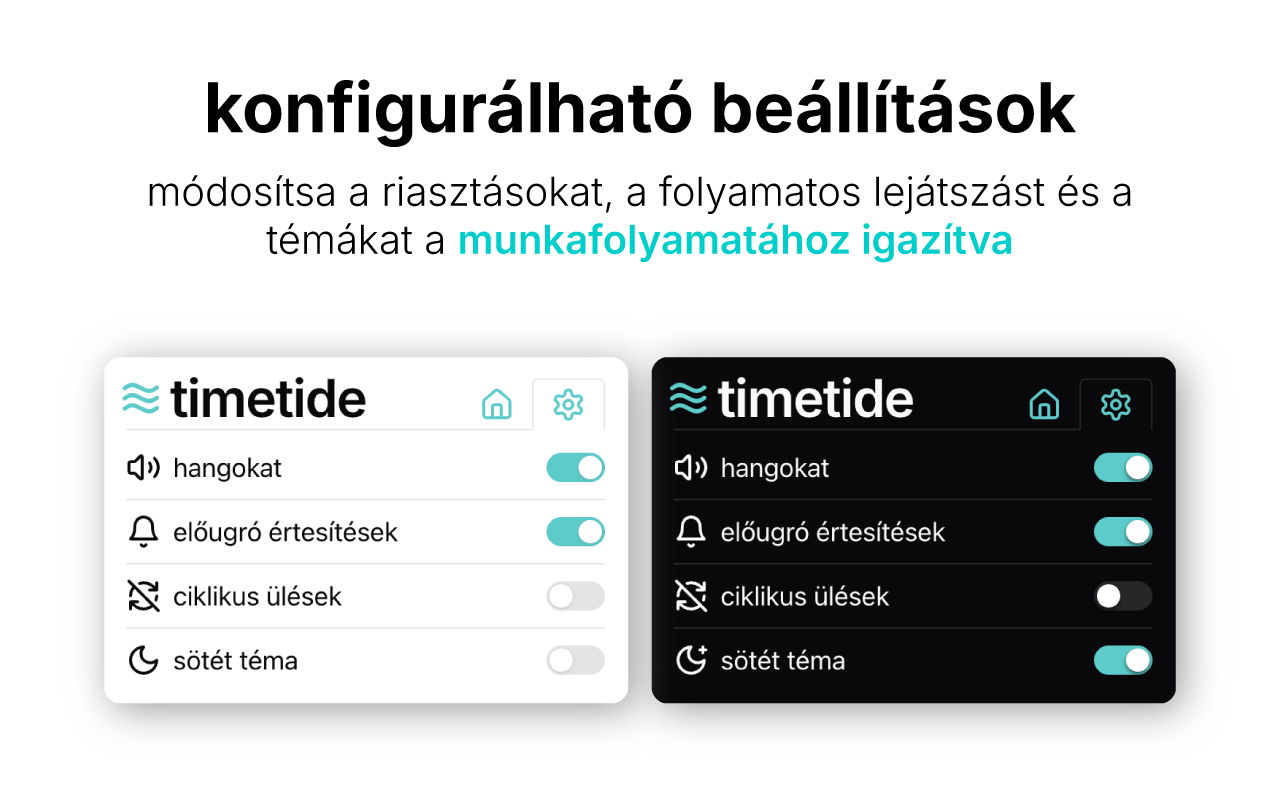 konfigurálható beállítások
módosítsa a riasztásokat, a folyamatos lejátszást és a
témákat a munkafolyamatához igazítva
timetide
hangokat
előugró értesítések
ciklikus ülések
sötét téma
timetide
hangokat
előugró értesítések
ciklikus ülések
sötét téma